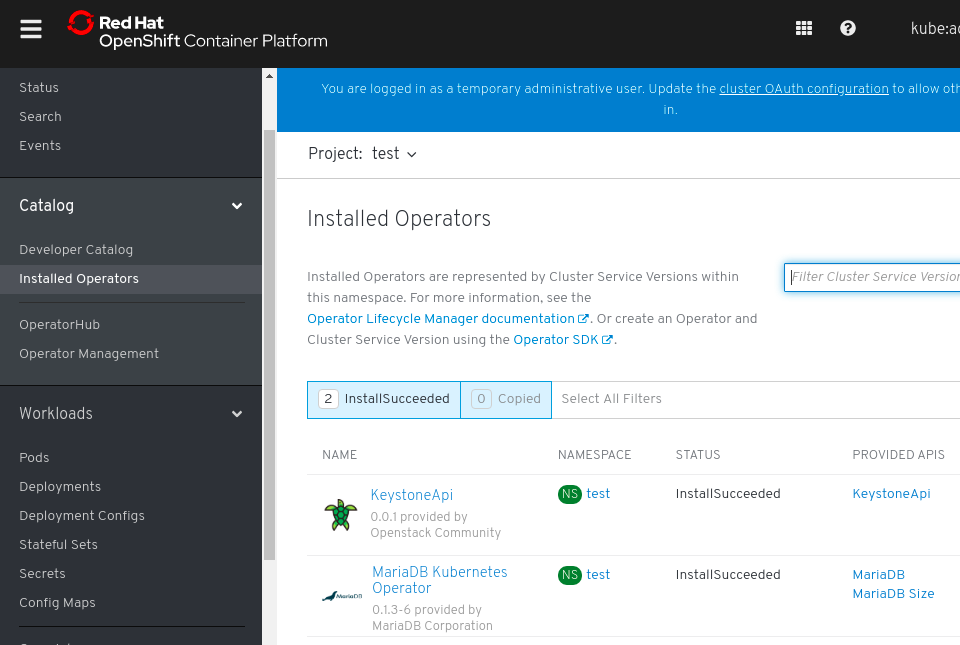 Red Hat
OpenShift Container Platform
kube:ad
Status
Search
Events
Catalog
Developer Catalog
Installed Operators
OperatorHub
Operator Management
Workloads
Pods
Deployments
Deployment Configs
Stateful Sets
Secrets
Config Maps
You are logged in as a temporary administrative user. Update the cluster OAuth configuration to allow oth
in.
Project: test
Installed Operators
Installed Operators are represented by Cluster Service Versions within
this namespace. For more information, see the
Operator Lifecycle Manager documentation. Or create an Operator and
Cluster Service Version using the Operator SDK.
Filter Cluster Service Version
2 InstallSucceeded 0 Copied Select All Filters
NAME NAMESPACE STATUS PROVIDED APIS
KeystoneApi NS test InstallSucceeded KeystoneApi
0.0.1 provided by
Openstack Community
MariaDB Kubernetes NS test InstallSucceeded MariaDB
Operator MariaDB Size
MariaDB
0.1.3-6 provided by
MariaDB Corporation